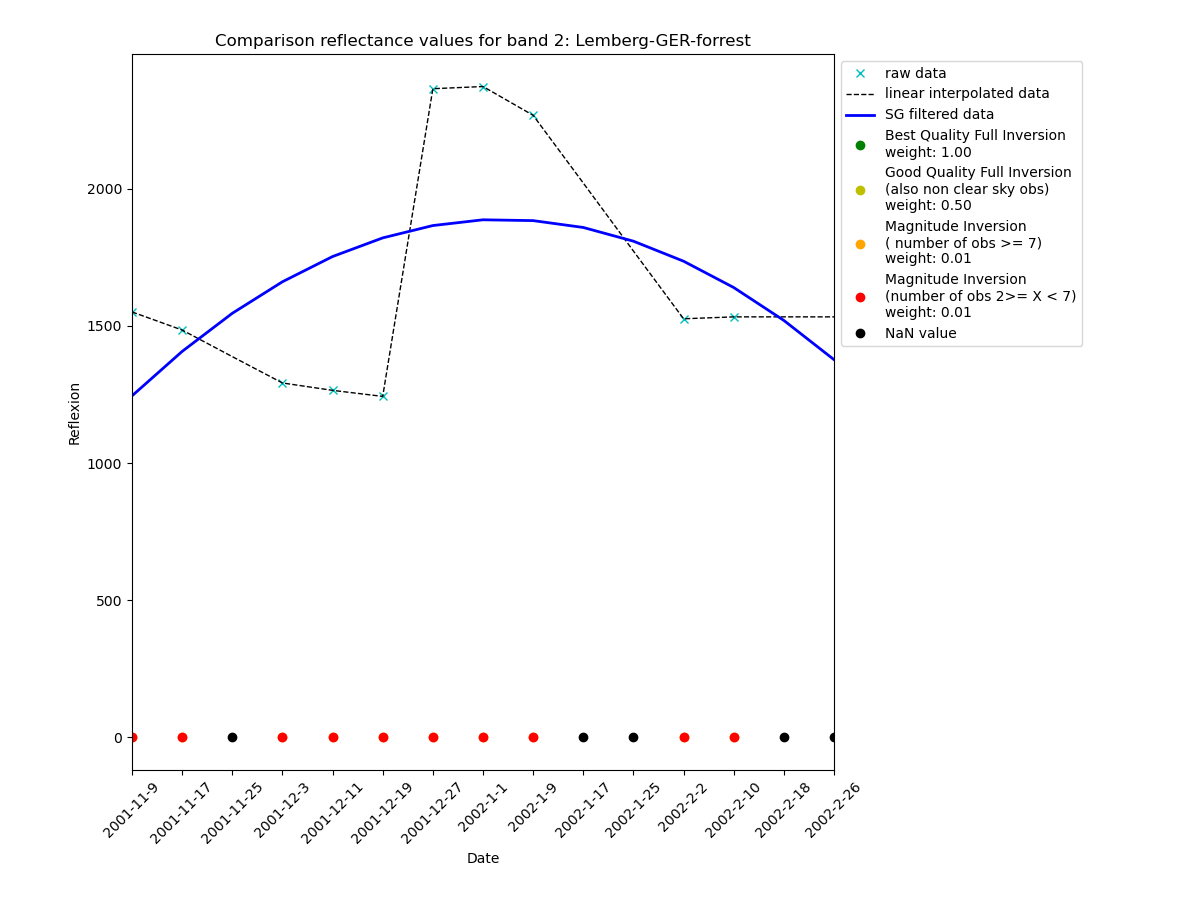 Comparison reflectance values for band 2: Lemberg-GER-forrest
raw data
linear interpolated data
SG filtered data
Best Quality Full Inversion
weight: 1.00
Good Quality Full Inversion
(also non clear sky obs)
weight: 0.50
Magnitude Inversion
( number of obs >= 7)
weight: 0.01
Magnitude Inversion
(number of obs 2>= X < 7)
weight: 0.01
NaN value
Reflexion
2000
1500
1000
500
0
2001-11-9
2001-11-17
2001-11-25
2001-12-3
2001-12-11
2001-12-19
2001-12-27
2002-1-1
2002-1-9
2002-1-17
2002-1-25
2002-2-2
2002-2-10
2002-2-18
2002-2-26
Date